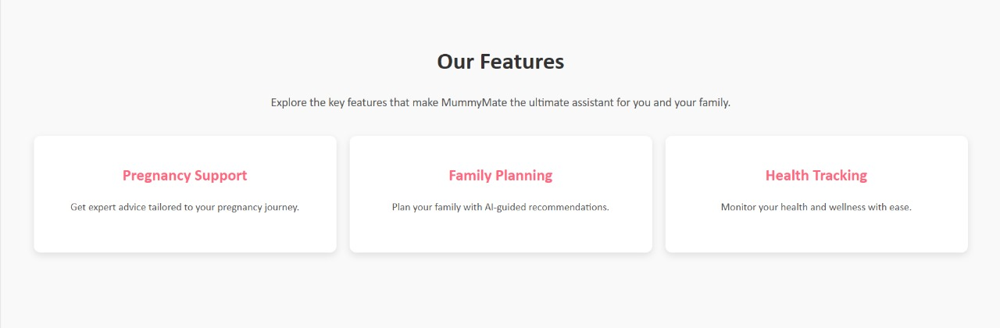 Our Features
Explore the key features that make MummyMate the ultimate assistant for you and your family.
Pregnancy Support
Get expert advice tailored to your pregnancy journey.
Family Planning
Plan your family with AI-guided recommendations.
Health Tracking
Monitor your health and wellness with ease.